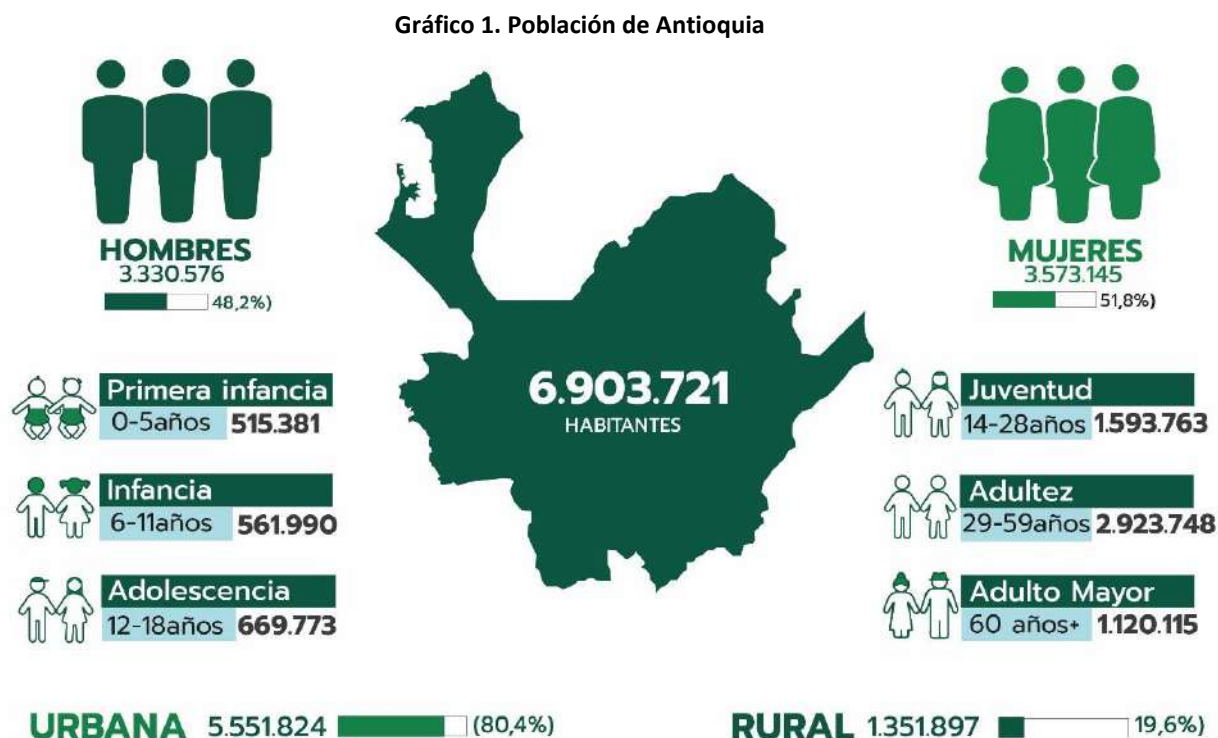 Gráfico 1. Población de Antioquia
HOMBRES
3.330.576
48,2%)
MUJERES
3.573.145
51,8%)
6.903.721
HABITANTES
Primera infancia
0-5años 515.381
Infancia
6-11años 561.990
Adolescencia
12-18años 669.773
Juventud
14-28años 1.593.763
Adultez
29-59años 2.923.748
Adulto Mayor
60 años+ 1.120.115
URBANA 5.551.824 (80,4%)
RURAL 1.351.897 19,6%)